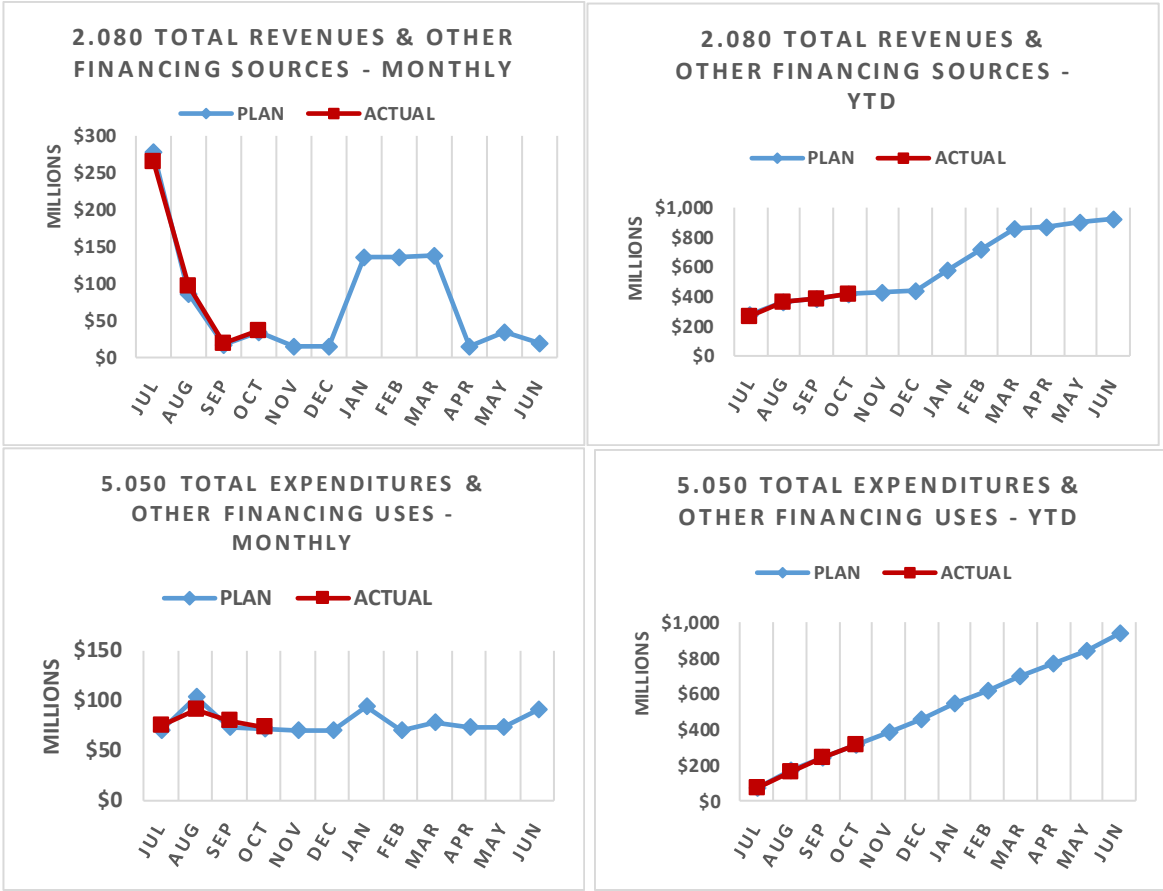 2.080 TOTAL REVENUES & OTHER
FINANCING SOURCES - MONTHLY
PLAN ACTUAL
MILLIONS
$300
$250
$200
$150
$100
$50
$0
JUL AUG SEP OCT NOV DEC JAN FEB MAR APR MAY JUN
2.080 TOTAL REVENUES &
OTHER FINANCING SOURCES -
YTD
PLAN ACTUAL
MILLIONS
$1,000
$800
$600
$400
$200
$0
JUL AUG SEP OCT NOV DEC JAN FEB MAR APR MAY JUN
5.050 TOTAL EXPENDITURES &
OTHER FINANCING USES -
MONTHLY
PLAN ACTUAL
MILLIONS
$150
$100
$50
$0
JUL AUG SEP OCT NOV DEC JAN FEB MAR APR MAY JUN
5.050 TOTAL EXPENDITURES &
OTHER FINANCING USES - YTD
PLAN ACTUAL
MILLIONS
$1,000
$800
$600
$400
$200
$0
JUL AUG SEP OCT NOV DEC JAN FEB MAR APR MAY JUN